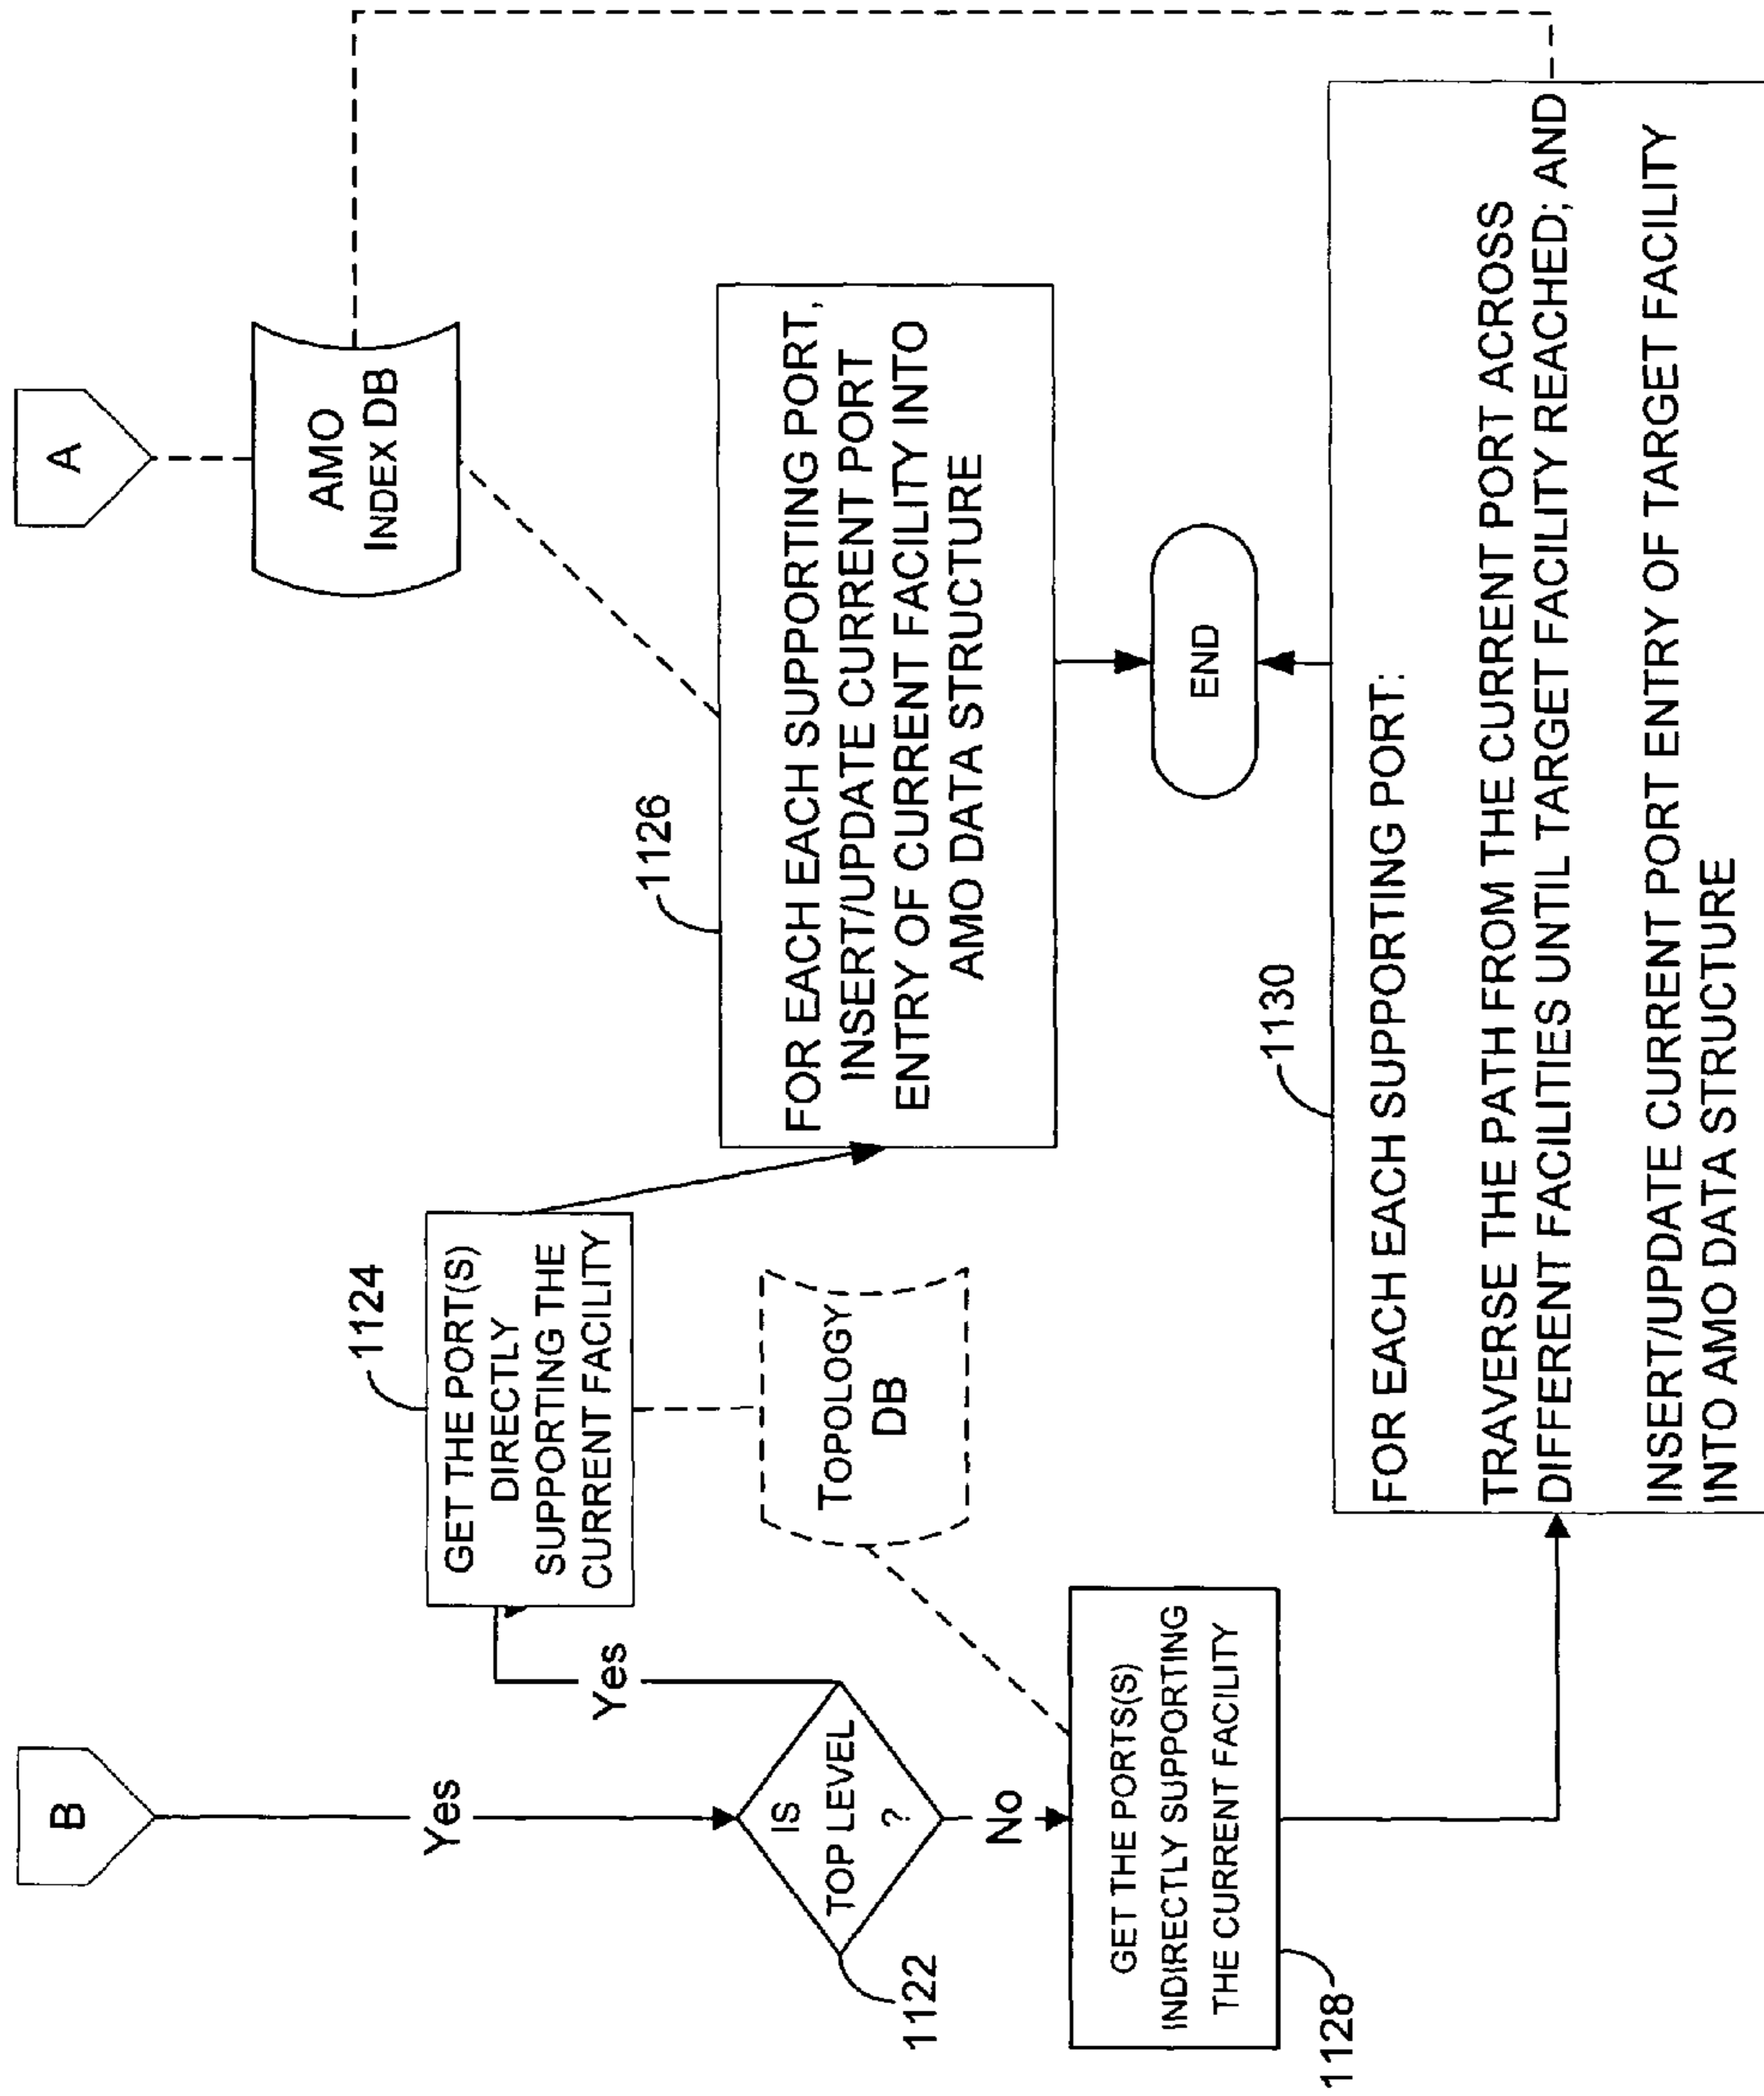 B
A
Yes
AMO
INDEX DB
1124
GET THE PORT(S)
DIRECTLY
SUPPORTING THE
CURRENT FACILITY
Yes
IS
TOP LEVEL
?
1122
1126
FOR EACH EACH SUPPORTING PORT,
INSERT/UPDATE CURRENT PORT
ENTRY OF CURRENT FACILITY INTO
AMO DATA STRUCTURE
TOPOLOGY
DB
No
GET THE PORTS(S)
INDIRECTLY SUPPORTING
THE CURRENT FACILITY
1128
END
1130
FOR EACH EACH SUPPORTING PORT:
TRAVERSE THE PATH FROM THE CURRENT PORT ACROSS
DIFFERENT FACILITIES UNTIL TARGET FACILITY REACHED; AND
INSERT/UPDATE CURRENT PORT ENTRY OF TARGET FACILITY
INTO AMO DATA STRUCTURE